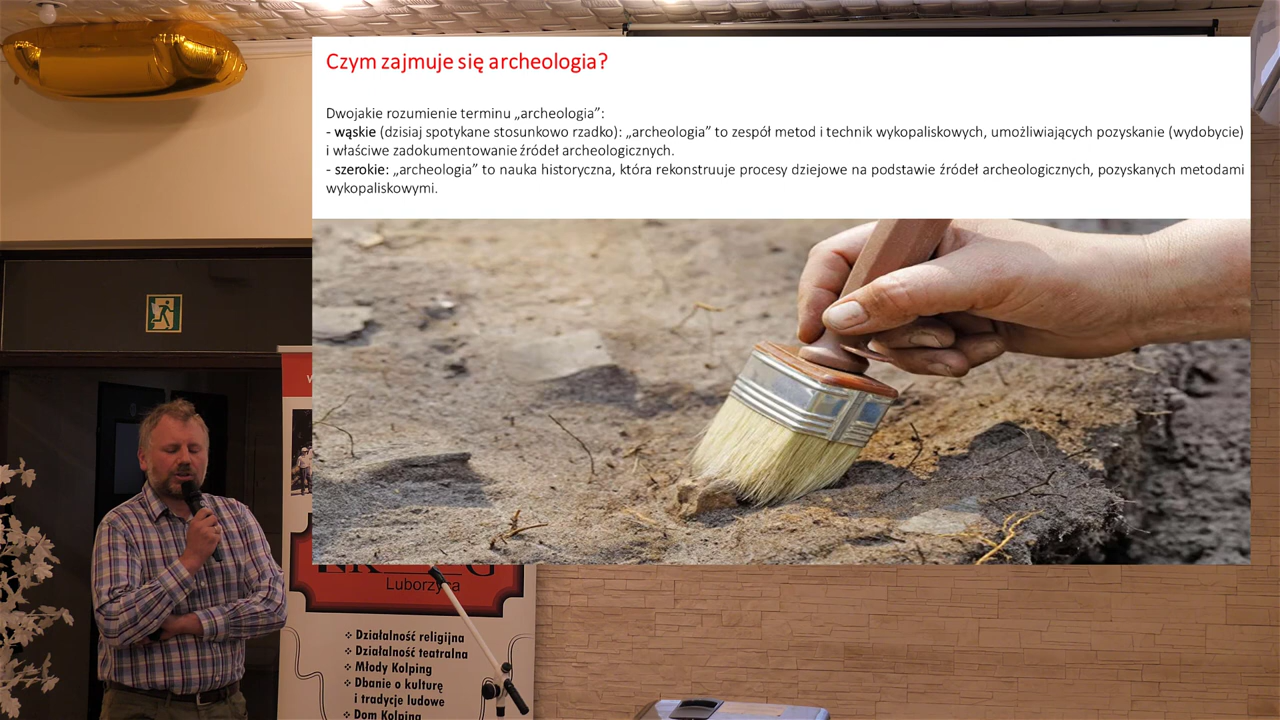 Czym zajmuje się archeologia?
Dwojakie rozumienie terminu „archeologia”:
- wąskie (dzisiaj spotykane stosunkowo rzadko): „archeologia” to zespół metod i technik wykopaliskowych, umożliwiających pozyskanie (wydobycie)
i właściwe zadokumentowanie źródeł archeologicznych.
- szerokie: „archeologia” to nauka historyczna, która rekonstruuje procesy dziejowe na podstawie źródeł archeologicznych, pozyskanych metodami
wykopaliskowymi.
Luborzyca
❖ Działalność religijna
❖ Działalność teatralna
❖ Młody Kolping
❖ Dbanie o kulturę
i tradycje ludowe
❖ Dom Kolping